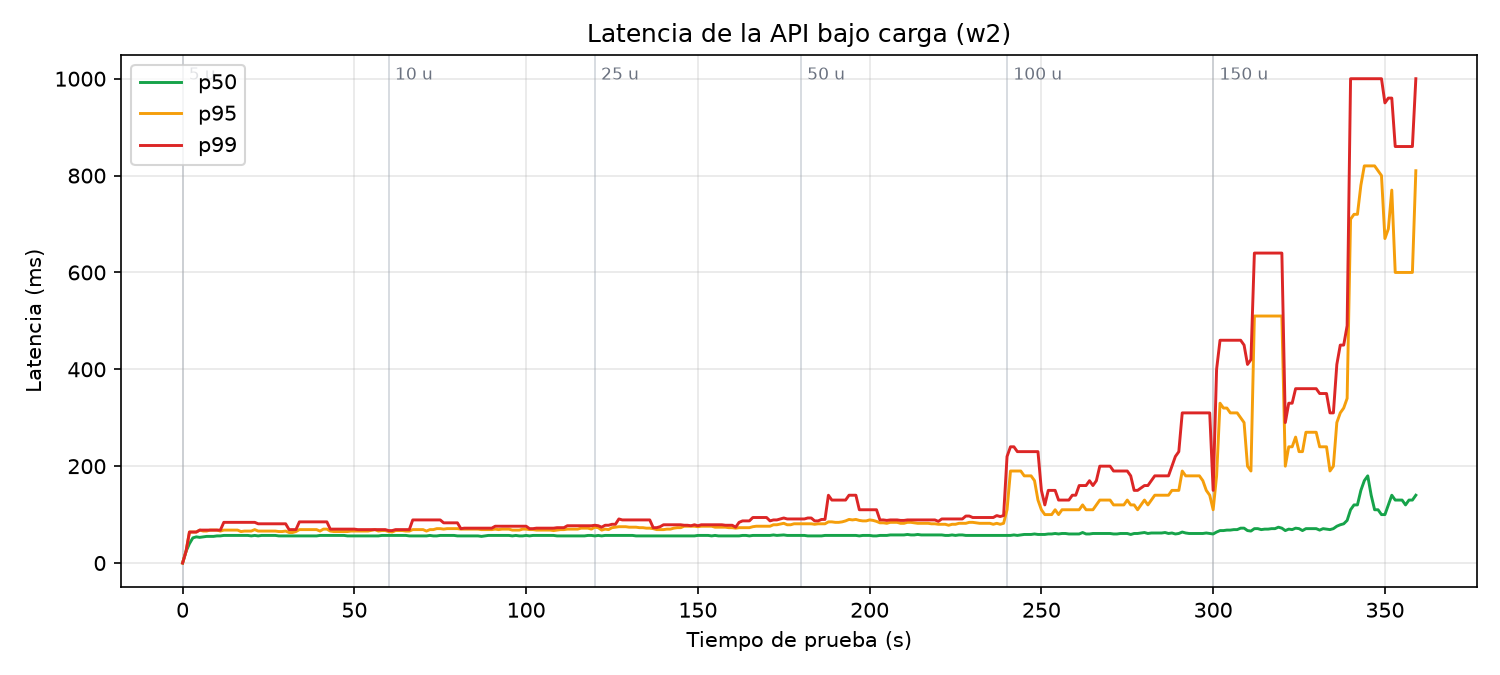 Latencia de la API bajo carga (w2)
10 u
25 u
50 u
100 u
150 u
p50
p95
p99
Latencia (ms)
1000
800
600
400
200
0
0
50
100
150
200
250
300
350
Tiempo de prueba (s)